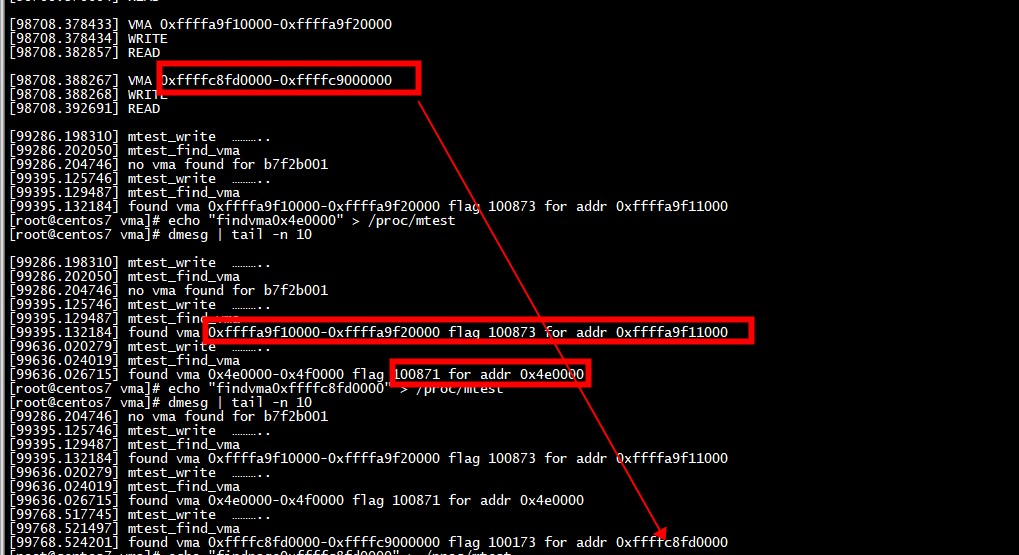 [98708.378433] VMA 0xffffa9f10000-0xffffa9f20000
[98708.378434] WRITE
[98708.382857] READ
[98708.388267] VMA 0xffffc8fd0000-0xffffc9000000
[98708.388268] WRITE
[98708.392691] READ
[99286.198310] mtest_write ………..
[99286.202050] mtest_find_vma
[99286.204746] no vma found for b7f2b001
[99395.125746] mtest_write ………..
[99395.129487] mtest_find_vma
[99395.132184] found vma 0xffffa9f10000-0xffffa9f20000 flag 100873 for addr 0xffffa9f11000
[root@centos7 vma]# echo "findvma0x4e0000" > /proc/mtest
[root@centos7 vma]# dmesg | tail -n 10
[99286.198310] mtest_write ………..
[99286.202050] mtest_find_vma
[99286.204746] no vma found for b7f2b001
[99395.125746] mtest_write ………..
[99395.129487] mtest_find_vma
[99395.132184] found vma 0xffffa9f10000-0xffffa9f20000 flag 100873 for addr 0xffffa9f11000
[99636.020279] mtest_write ………..
[99636.024019] mtest_find_vma
[99636.026715] found vma 0x4e0000-0x4f0000 flag 100871 for addr 0x4e0000
[root@centos7 vma]# echo "findvma0xffffc8fd0000" > /proc/mtest
[root@centos7 vma]# dmesg | tail -n 10
[99286.204746] no vma found for b7f2b001
[99395.125746] mtest_write ………..
[99395.129487] mtest_find_vma
[99395.132184] found vma 0xffffa9f10000-0xffffa9f20000 flag 100873 for addr 0xffffa9f11000
[99636.020279] mtest_write ………..
[99636.024019] mtest_find_vma
[99636.026715] found vma 0x4e0000-0x4f0000 flag 100871 for addr 0x4e0000
[99768.517745] mtest_write ………..
[99768.521497] mtest_find_vma
[99768.524201] found vma 0xffffc8fd0000-0xffffc9000000 flag 100173 for addr 0xffffc8fd0000